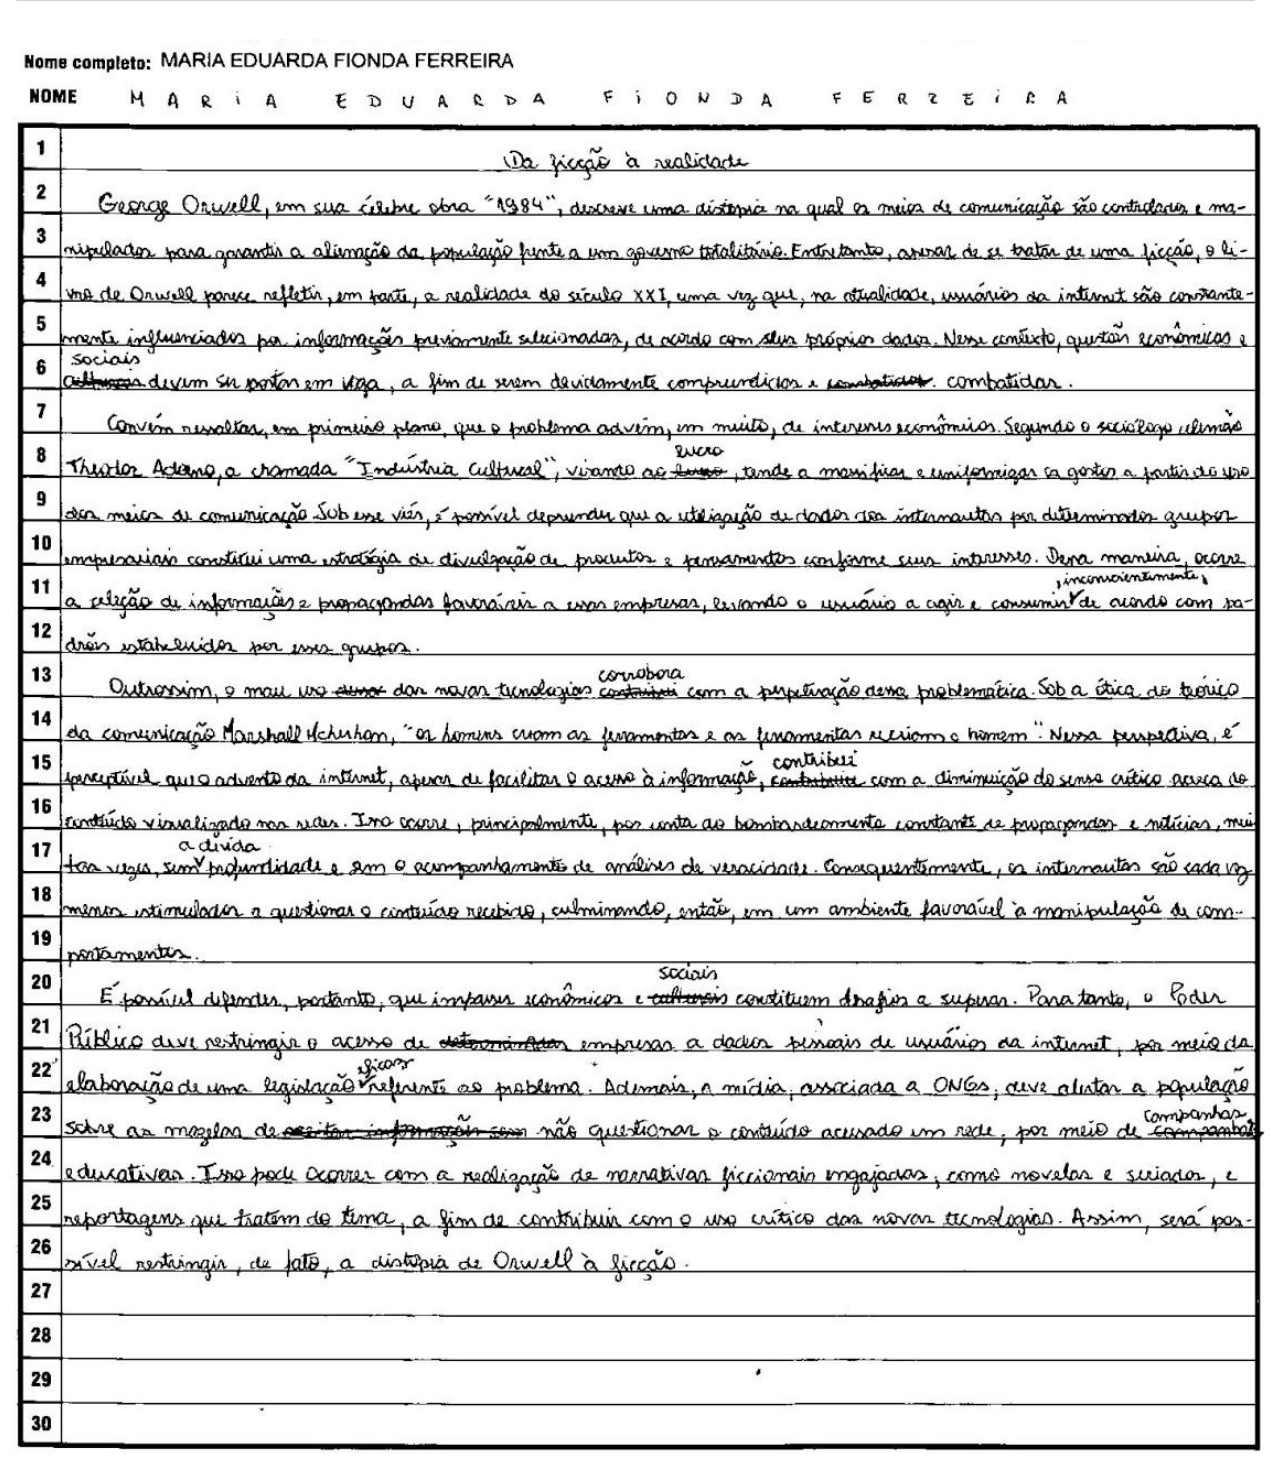 Nome completo: MARIA EDUARDA FIONDA FERREIRA
NOME MARIA EDUARDA FIONDA FERREIRA
1 Da ficção à realidade
2 George Orwell, em sua célebre obra "1984", descreve uma distopia na qual os meios de comunicação são controlados e ma-
3 nipulados para garantir a alienação da população frente a um governo totalitário. Entretanto, apesar de se tratar de uma ficção, o li-
4 vro de Orwell parece refletir, em parte, a realidade do século XXI, uma vez que, na atualidade, usuários da internet são constante-
5 mente influenciados por informações previamente selecionadas, de acordo com seus próprios dados. Nesse contexto, questões econômicas e
sociais
6 culturais devem ser postas em voga, a fim de serem devidamente compreendidas e combatidas. combatidas.
7 Convém ressaltar, em primeiro plano, que o problema advém, em muito, de interesses econômicos. Segundo o sociólogo alemão
lucro
8 Theodor Adorno, a chamada "Indústria Cultural", visando ao lucro, tende a massificar e uniformizar os gostos a partir do uso
9 dos meios de comunicação. Sob esse viés, é possível depreender que a utilização de dados dos internautas por determinados grupos
10 empresariais constitui uma estratégia de divulgação de produtos e pensamentos conforme seus interesses. Dessa maneira, ocorre
, inconscientemente,
11 a seleção de informações e propagandas favoráveis a essas empresas, levando o usuário a agir e consumir de acordo com pa-
12 drões estabelecidos por esses grupos.
corrobora
13 Outrossim, o mau uso dessas das novas tecnologias contribui com a perpetuação dessa problemática. Sob a ótica do teórico
14 da comunicação Marshall Mcluhan, "os homens criam as ferramentas e as ferramentas recriam o homem". Nessa perspectiva, é
contribui
15 perceptível que o advento da internet, apesar de facilitar o acesso à informação, contribuiu com a diminuição do senso crítico acerca do
16 conteúdo visualizado nas redes. Isso ocorre, principalmente, por conta do bombardeamento constante de propagandas e notícias, mui
a devida
17 tas vezes, sem profundidade e sem o acompanhamento de análises de veracidade. Consequentemente, os internautas são cada vez
18 menos estimulados a questionar o conteúdo recebido, culminando, então, em um ambiente favorável à manipulação de com-
19 portamentos.
sociais
20 É possível defender, portanto, que impasses econômicos e culturais constituem desafios a superar. Para tanto, o Poder
21 Público deve restringir o acesso de determinadas empresas a dados pessoais de usuários da internet, por meio da
eficaz
22 elaboração de uma legislação referente ao problema. Ademais, a mídia, associada a ONGs, deve alertar a população
campanhas
23 sobre as mazelas de aceitar informações sem não questionar o conteúdo acessado em rede, por meio de campanhas
24 educativas. Isso pode ocorrer com a realização de narrativas ficcionais engajadas, como novelas e seriados, e
25 reportagens que tratem do tema, a fim de contribuir com o uso crítico das novas tecnologias. Assim, será pos-
26 sível restringir, de fato, a distopia de Orwell à ficção.
27
28
29
30